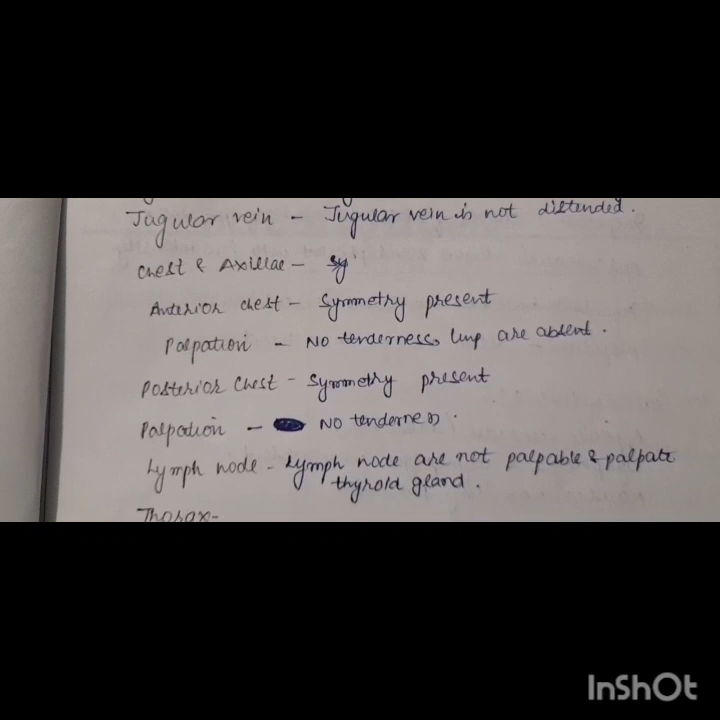 Jugular vein - Jugular vein is not distended.
Chest & Axillae - sy
Anterior chest - Symmetry present
Palpation - No tenderness, lump are absent.
Posterior Chest - Symmetry present
Palpation - No tenderness.
Lymph node - Lymph node are not palpable & palpate
thyroid gland.
Thorax-
InShOt